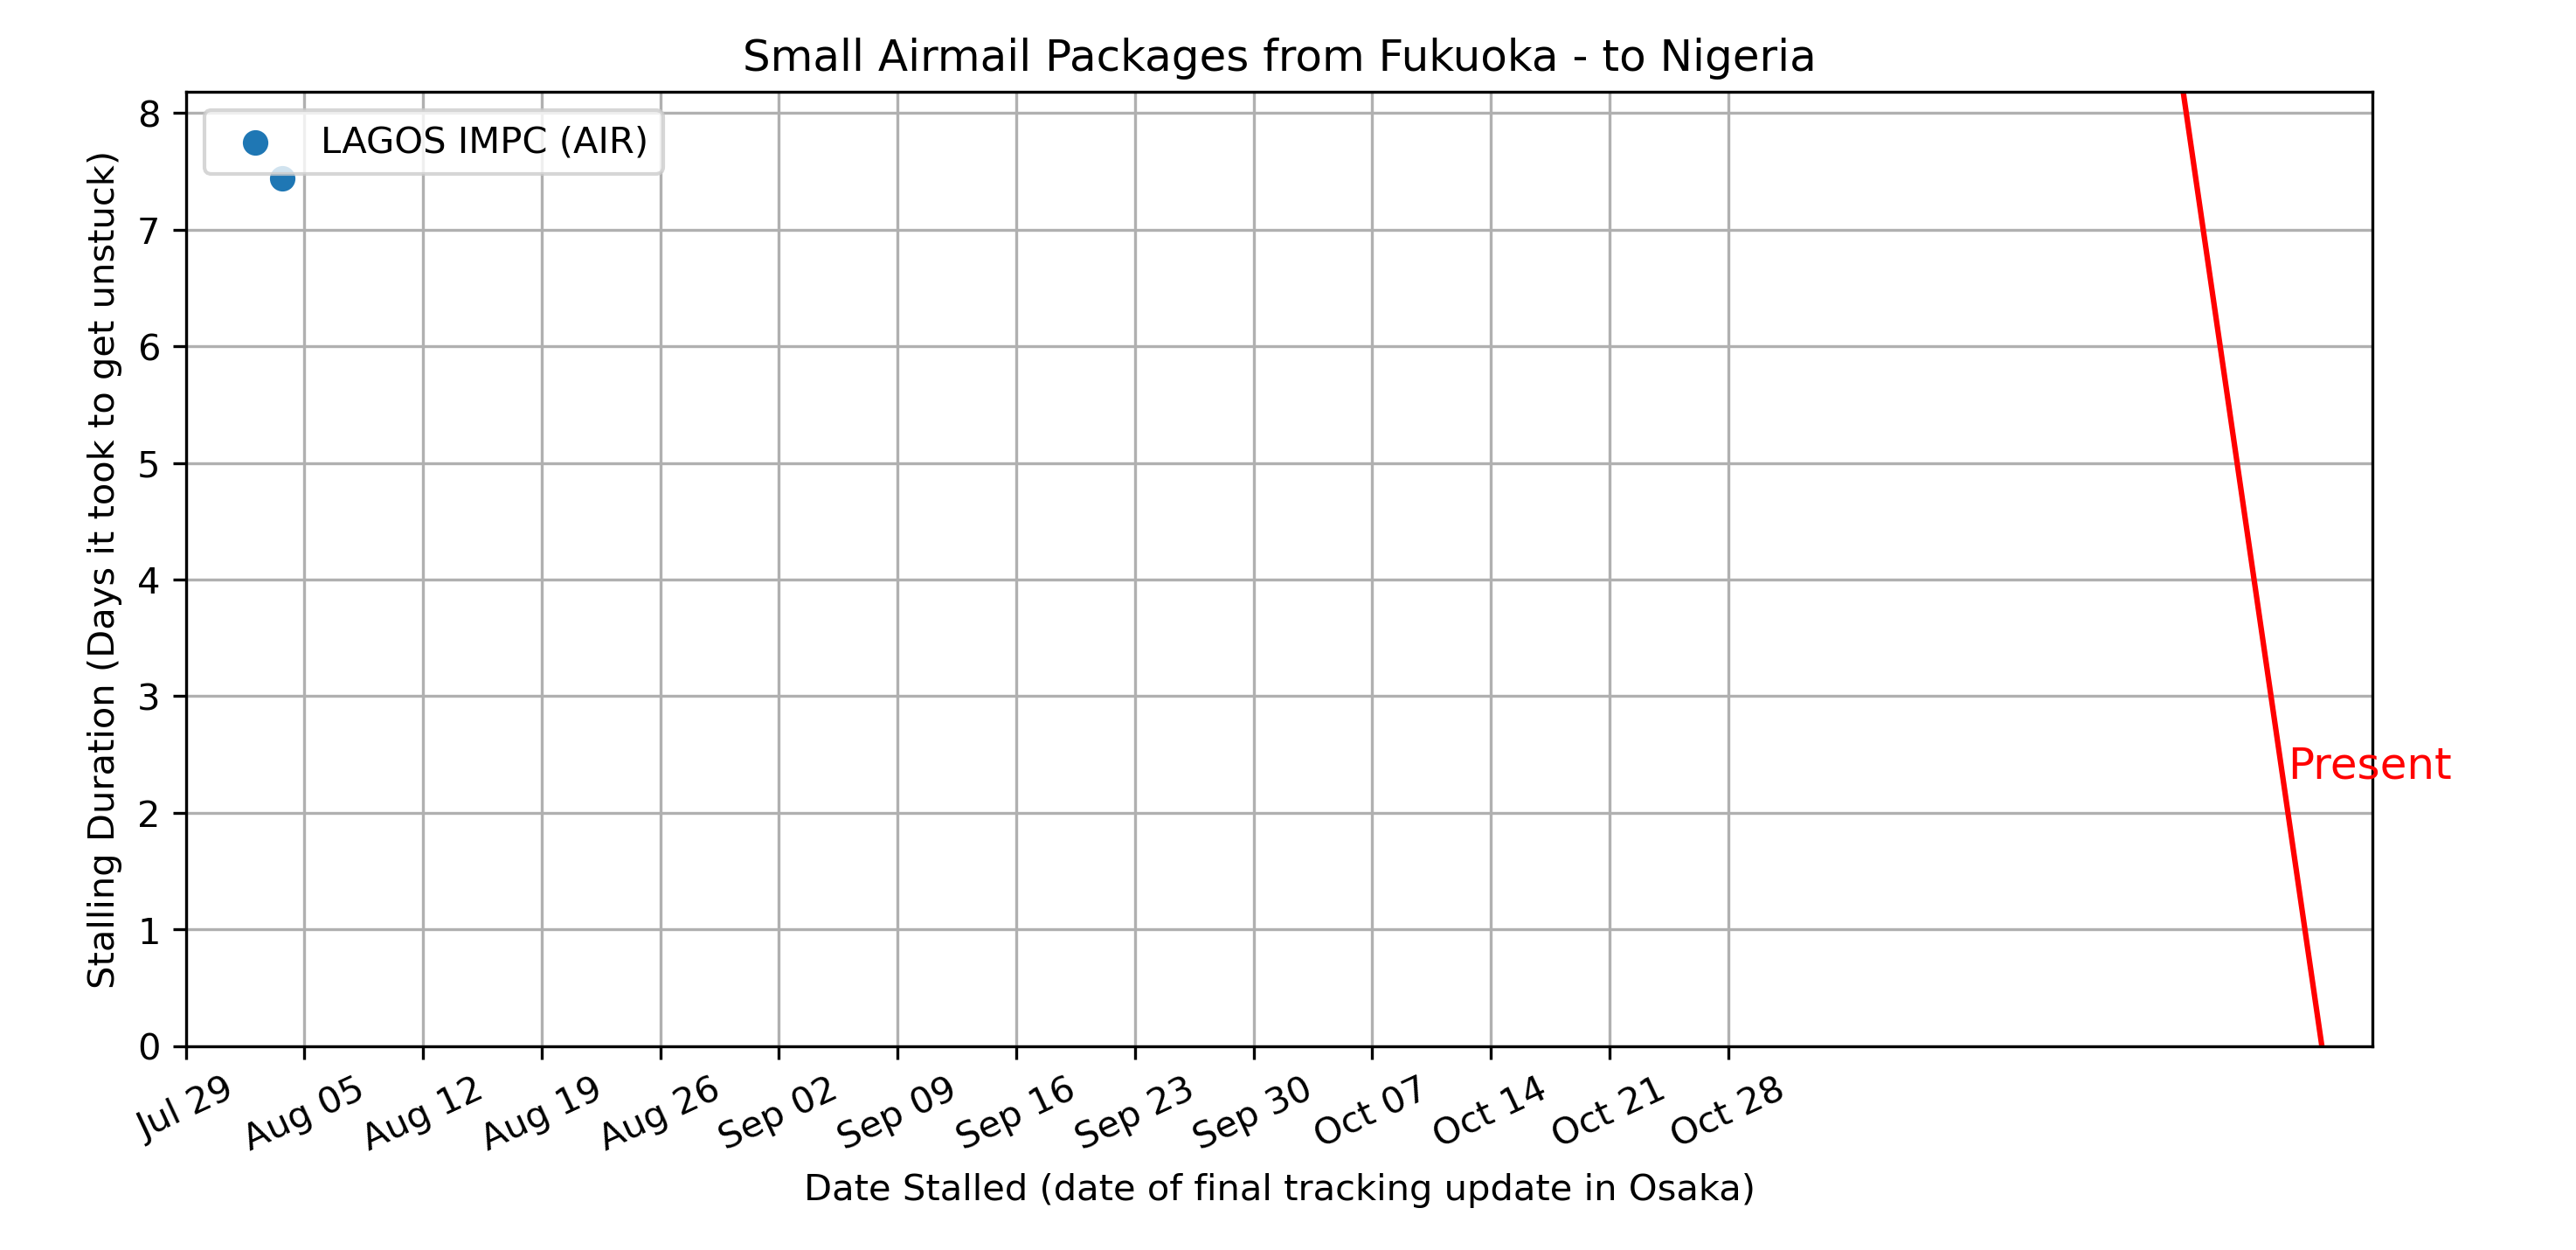 Small Airmail Packages from Fukuoka - to Nigeria
LAGOS IMPC (AIR)
Stalling Duration (Days it took to get unstuck)
8
7
6
5
4
3
2
1
0
Present
Jul 29
Aug 05
Aug 12
Aug 19
Aug 26
Sep 02
Sep 09
Sep 16
Sep 23
Sep 30
Oct 07
Oct 14
Oct 21
Oct 28
Date Stalled (date of final tracking update in Osaka)